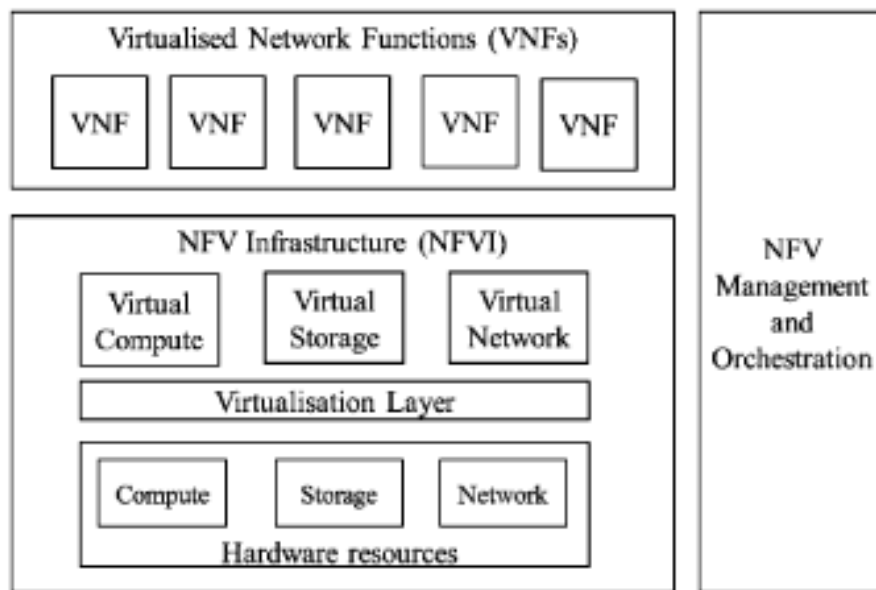 Virtualised Network Functions (VNFs)
VNF VNF VNF VNF VNF
NFV Infrastructure (NFVI)
Virtual
Compute
Virtual
Storage
Virtual
Network
Virtualisation Layer
Compute Storage Network
Hardware resources
NFV
Management
and
Orchestration